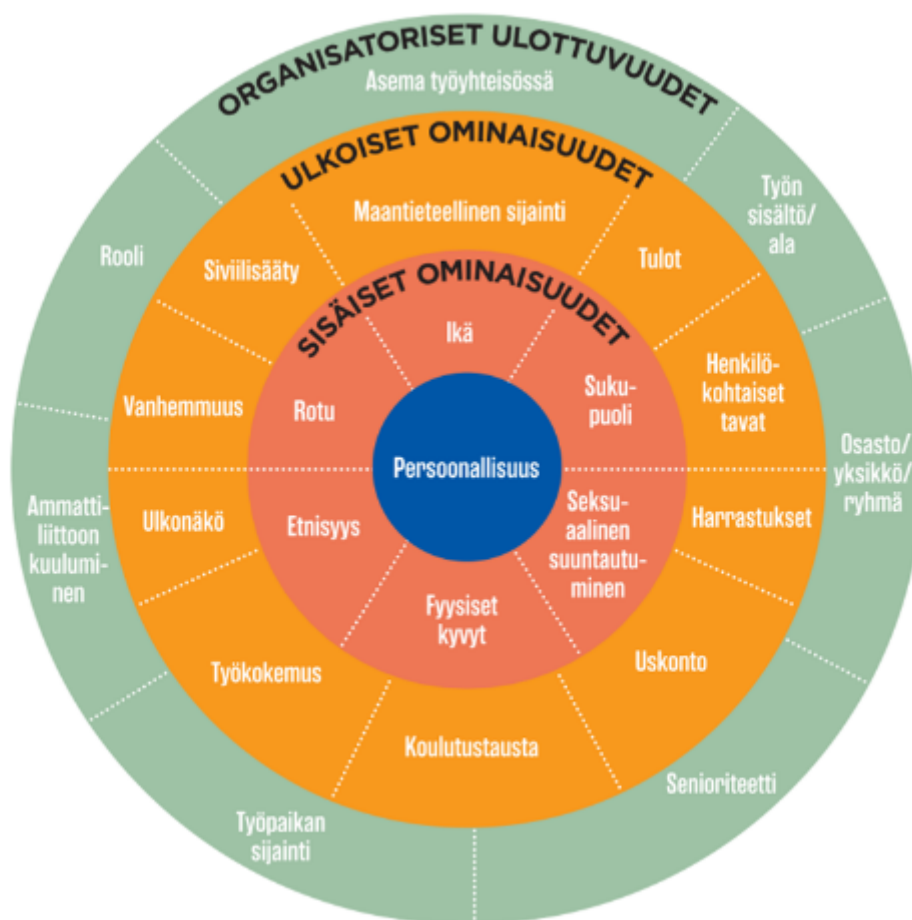 ORGANISATORISET ULOTTUVUUDET
Asema työyhteisössä
Työn
sisältö/
ala
Osasto/
yksikkö/
ryhmä
Senioriteetti
Työpaikan
sijainti
Ammatti-
liittoon
kuulumi-
nen
Rooli
ULKOISET OMINAISUUDET
Maantieteellinen sijainti
Tulot
Henkilö-
kohtaiset
tavat
Harrastukset
Uskonto
Koulutustausta
Työkokemus
Ulkonäkö
Vanhemmuus
Siviilisääty
SISÄISET OMINAISUUDET
Ikä
Suku-
puoli
Seksu-
aalinen
suuntautu-
minen
Fyysiset
kyvyt
Etnisyys
Rotu
Persoonallisuus